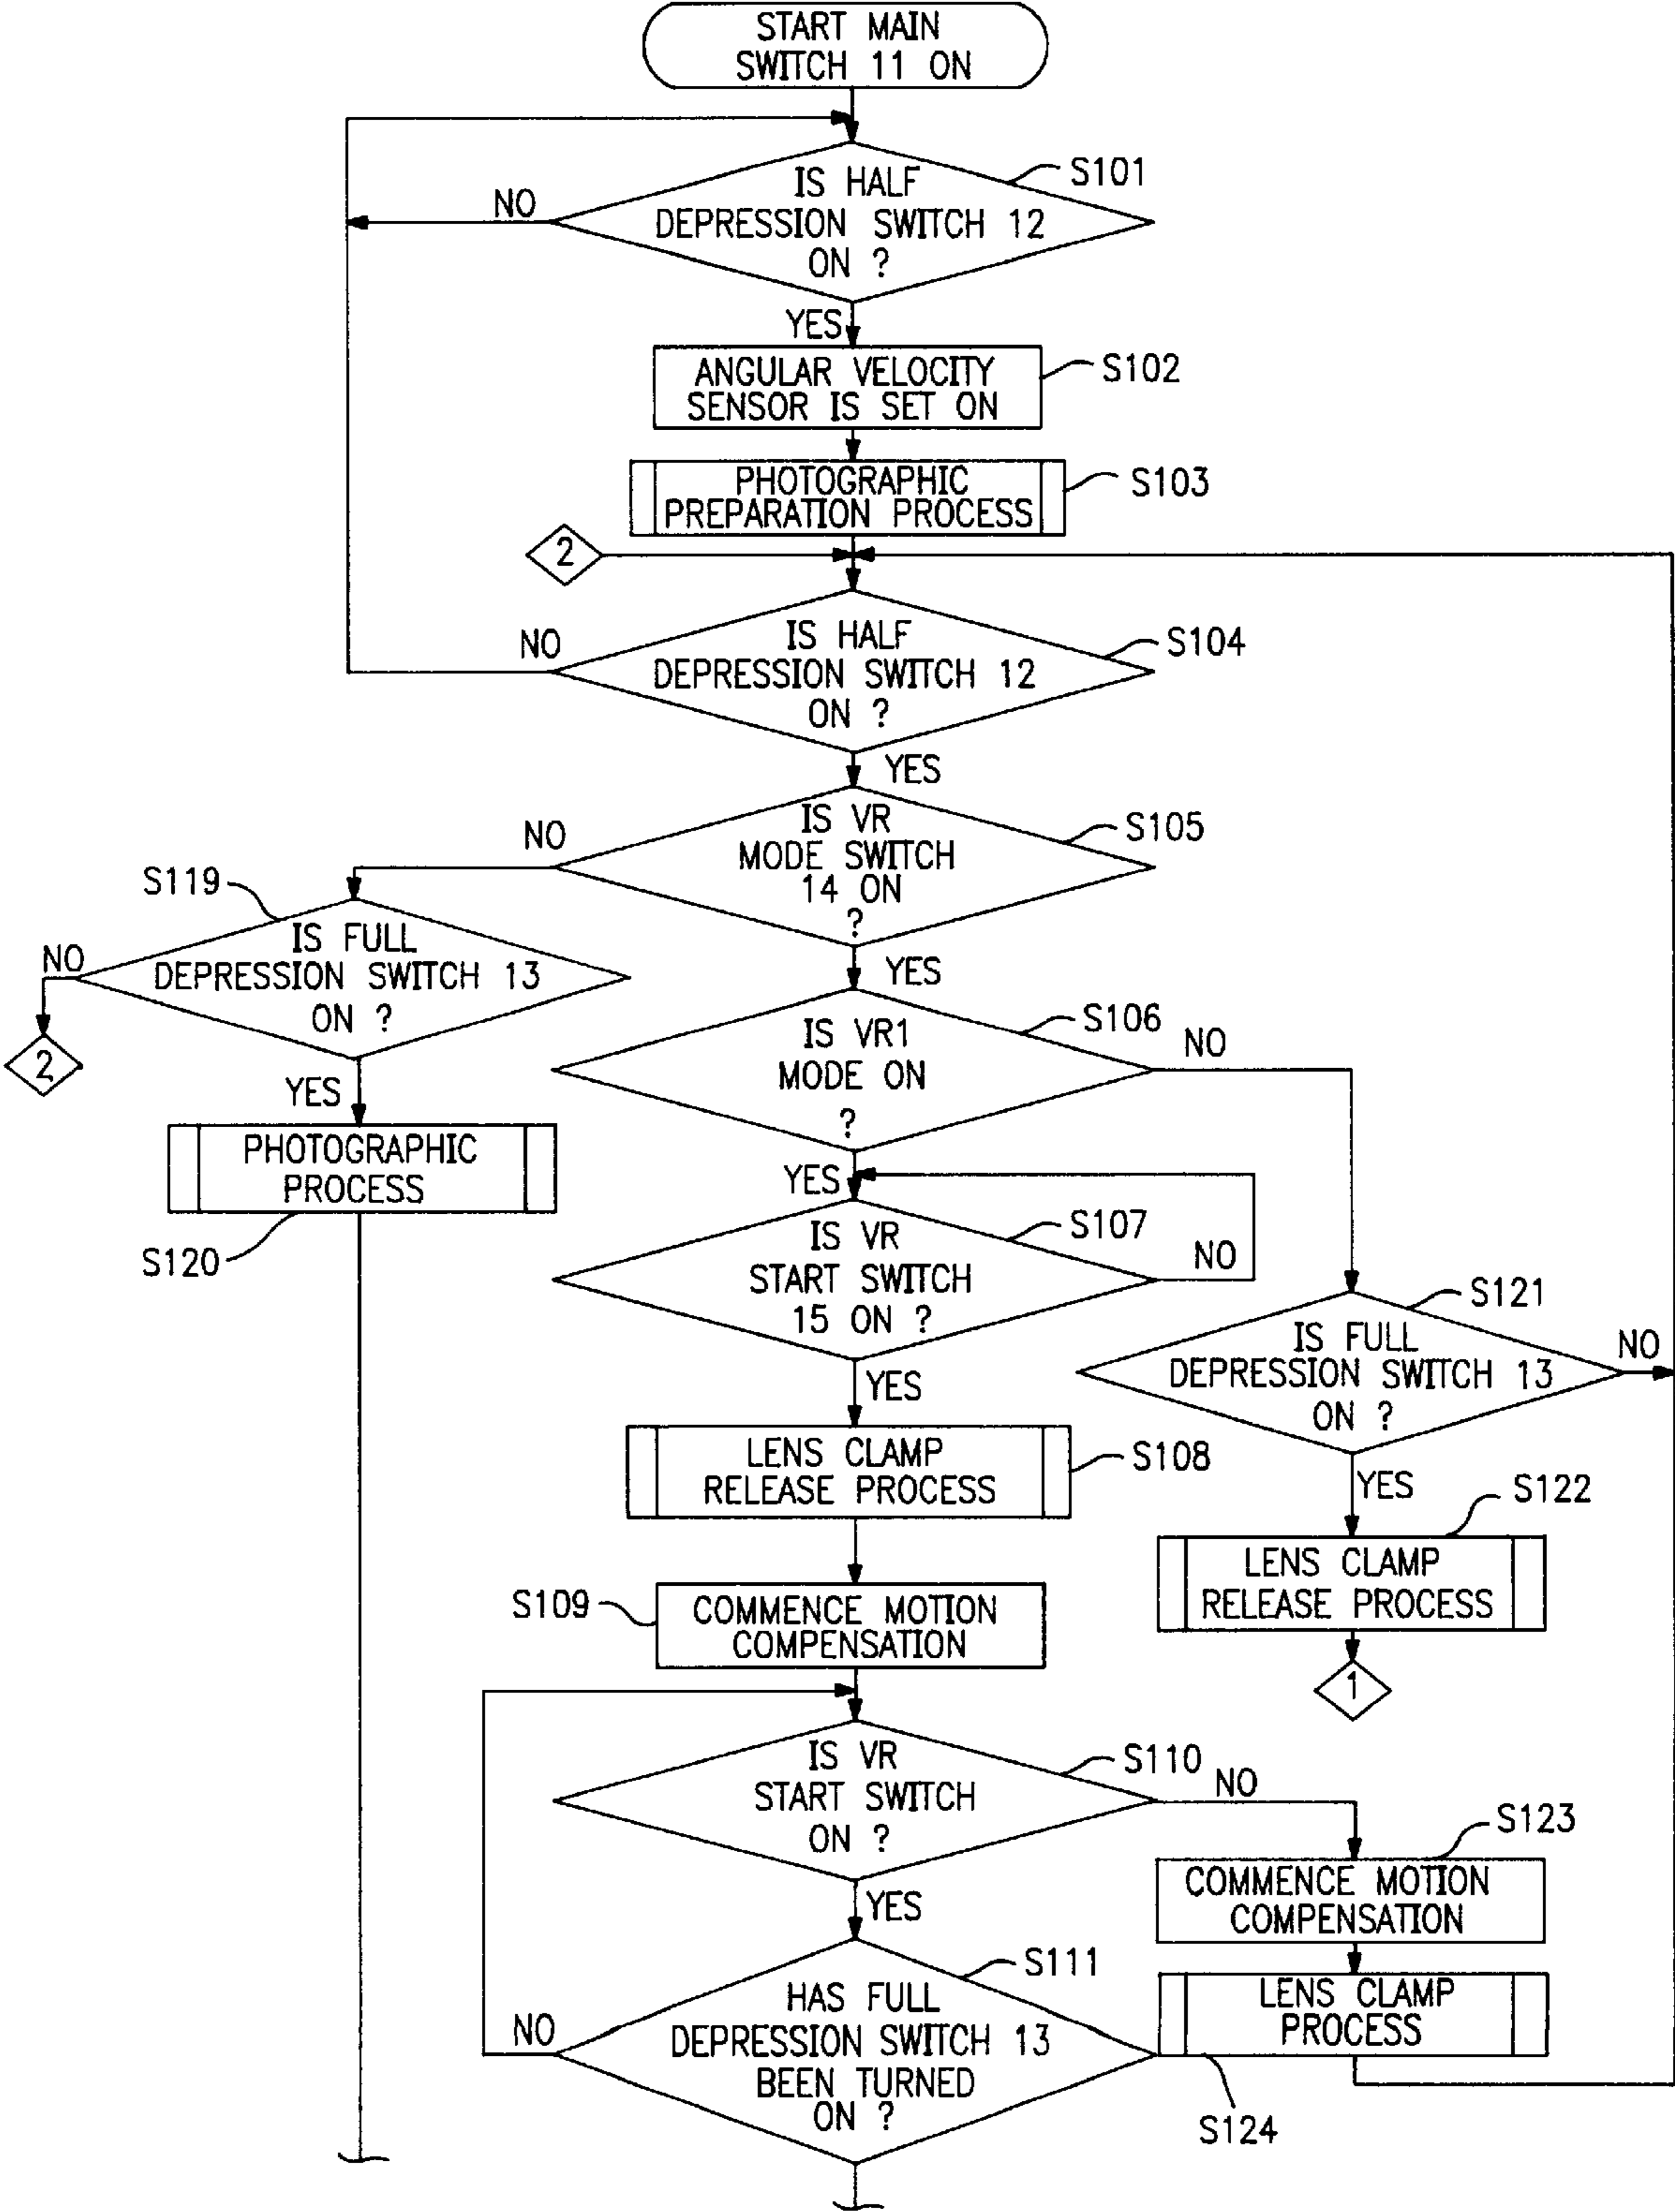 START MAIN
SWITCH 11 ON
IS HALF
DEPRESSION SWITCH 12
ON ?
S101
NO
YES
ANGULAR VELOCITY
SENSOR IS SET ON
S102
PHOTOGRAPHIC
PREPARATION PROCESS
S103
2
IS HALF
DEPRESSION SWITCH 12
ON ?
S104
NO
YES
IS VR
MODE SWITCH
14 ON
?
S105
NO
YES
S119
IS FULL
DEPRESSION SWITCH 13
ON ?
NO
2
YES
PHOTOGRAPHIC
PROCESS
S120
IS VR1
MODE ON
?
S106
NO
YES
IS VR
START SWITCH
15 ON ?
S107
NO
YES
S121
IS FULL
DEPRESSION SWITCH 13
ON ?
NO
YES
LENS CLAMP
RELEASE PROCESS
S108
S122
LENS CLAMP
RELEASE PROCESS
1
S109
COMMENCE MOTION
COMPENSATION
IS VR
START SWITCH
ON ?
S110
NO
YES
S123
COMMENCE MOTION
COMPENSATION
LENS CLAMP
PROCESS
S124
S111
HAS FULL
DEPRESSION SWITCH 13
BEEN TURNED
ON ?
NO